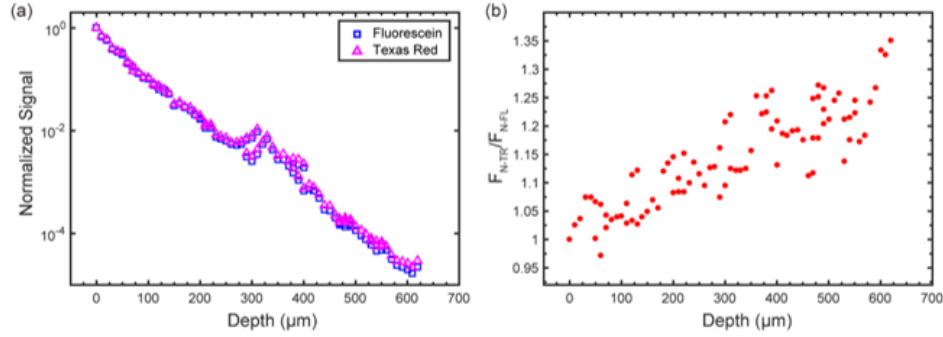 (a)
Normalized Signal
10^0
10^-2
10^-4
Fluorescein
Texas Red
0 100 200 300 400 500 600 700
Depth (μm)
(b)
F_N-TR/F_N-FL
1.35
1.3
1.25
1.2
1.15
1.1
1.05
1
0.95
0 100 200 300 400 500 600 700
Depth (μm)